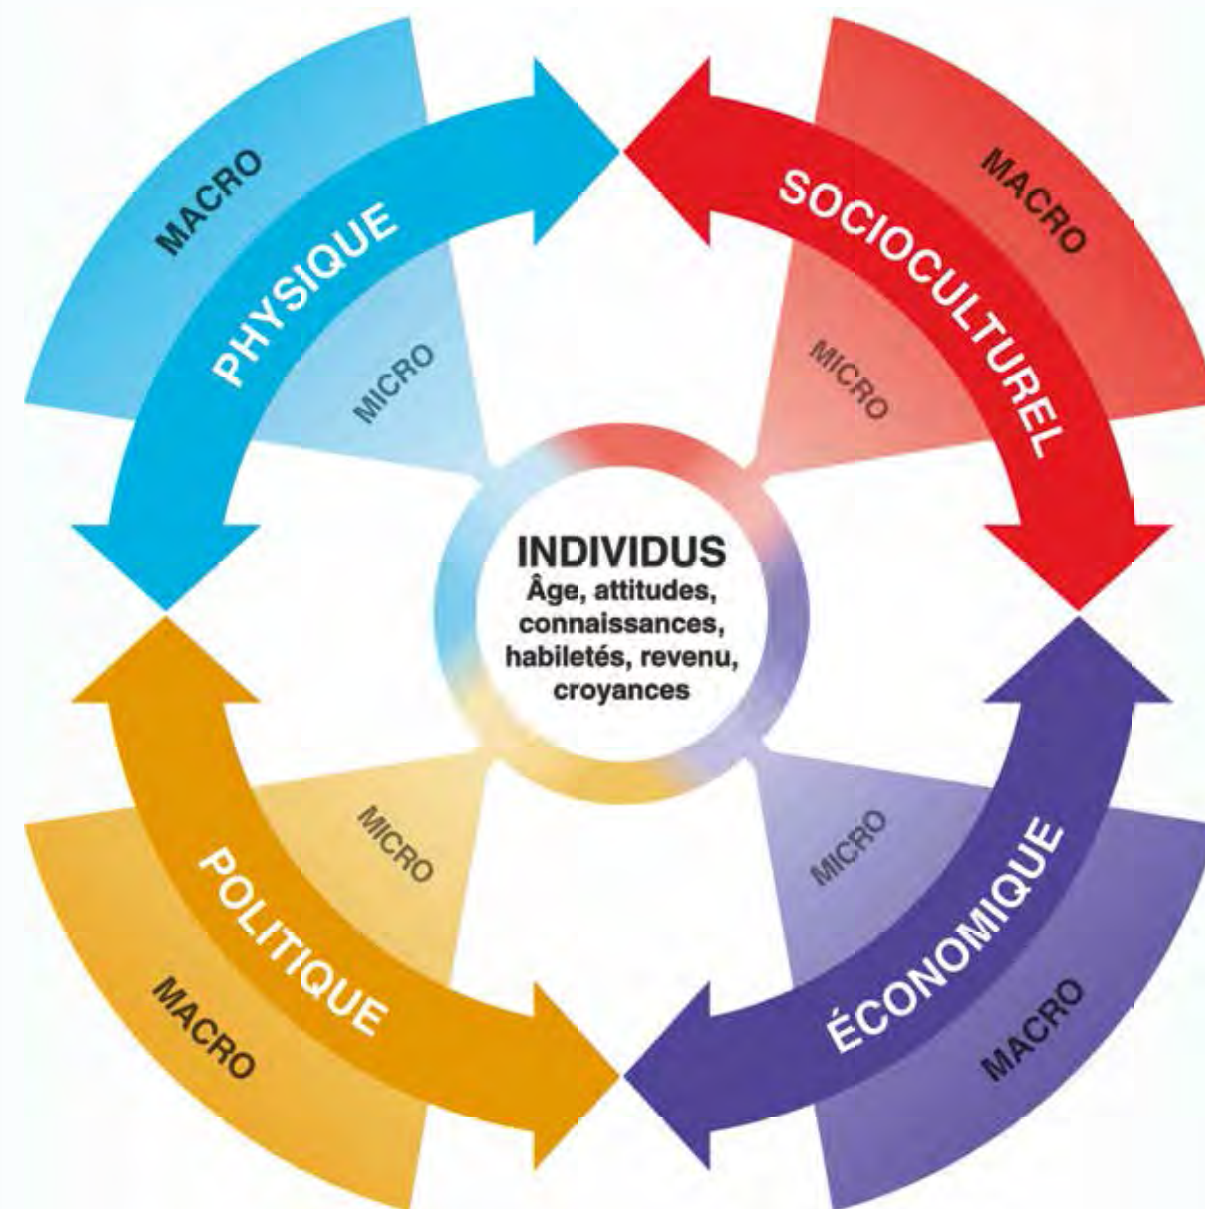 MACRO
PHYSIQUE
MICRO
MACRO
SOCIOCULTUREL
MICRO
INDIVIDUS
Âge, attitudes,
connaissances,
habiletés, revenu,
croyances
MICRO
POLITIQUE
MACRO
MICRO
ÉCONOMIQUE
MACRO